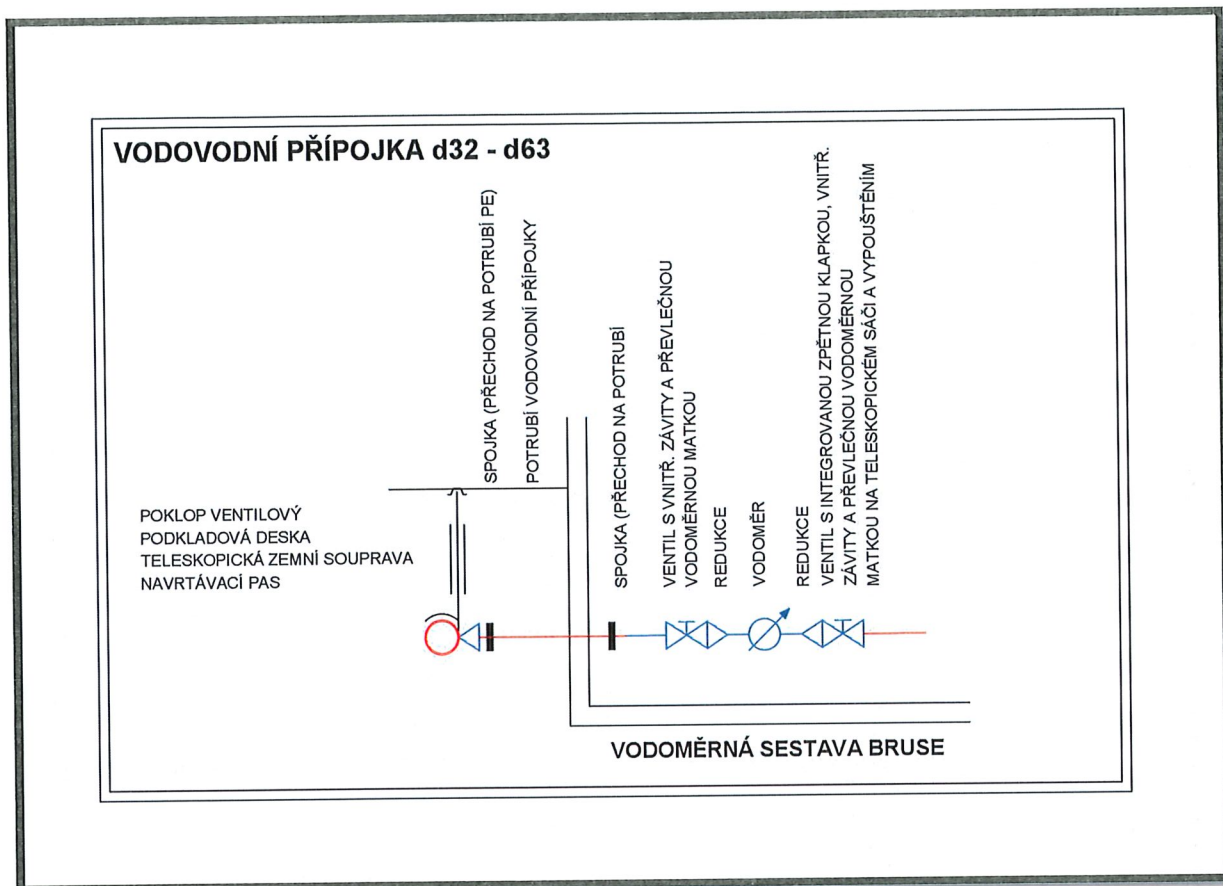 VODOVODNÍ PŘÍPOJKA d32 - d63
SPOJKA (PŘECHOD NA POTRUBÍ PE)
POTRUBÍ VODOVODNÍ PŘÍPOJKY
POKLOP VENTILOVÝ
PODKLADOVÁ DESKA
TELESKOPICKÁ ZEMNÍ SOUPRAVA
NAVRTÁVACÍ PAS
SPOJKA (PŘECHOD NA POTRUBÍ
VENTIL S VNITŘ. ZÁVITY A PŘEVLEČNOU
VODOMĚRNOU MATKOU
REDUKCE
VODOMĚR
REDUKCE
VENTIL S INTEGROVANOU ZPĚTNOU KLAPKOU, VNITŘ.
ZÁVITY A PŘEVLEČNOU VODOMĚRNOU
MATKOU NA TELESKOPICKÉM SÁČI A VYPOUŠTĚNÍM
VODOMĚRNÁ SESTAVA BRUSE